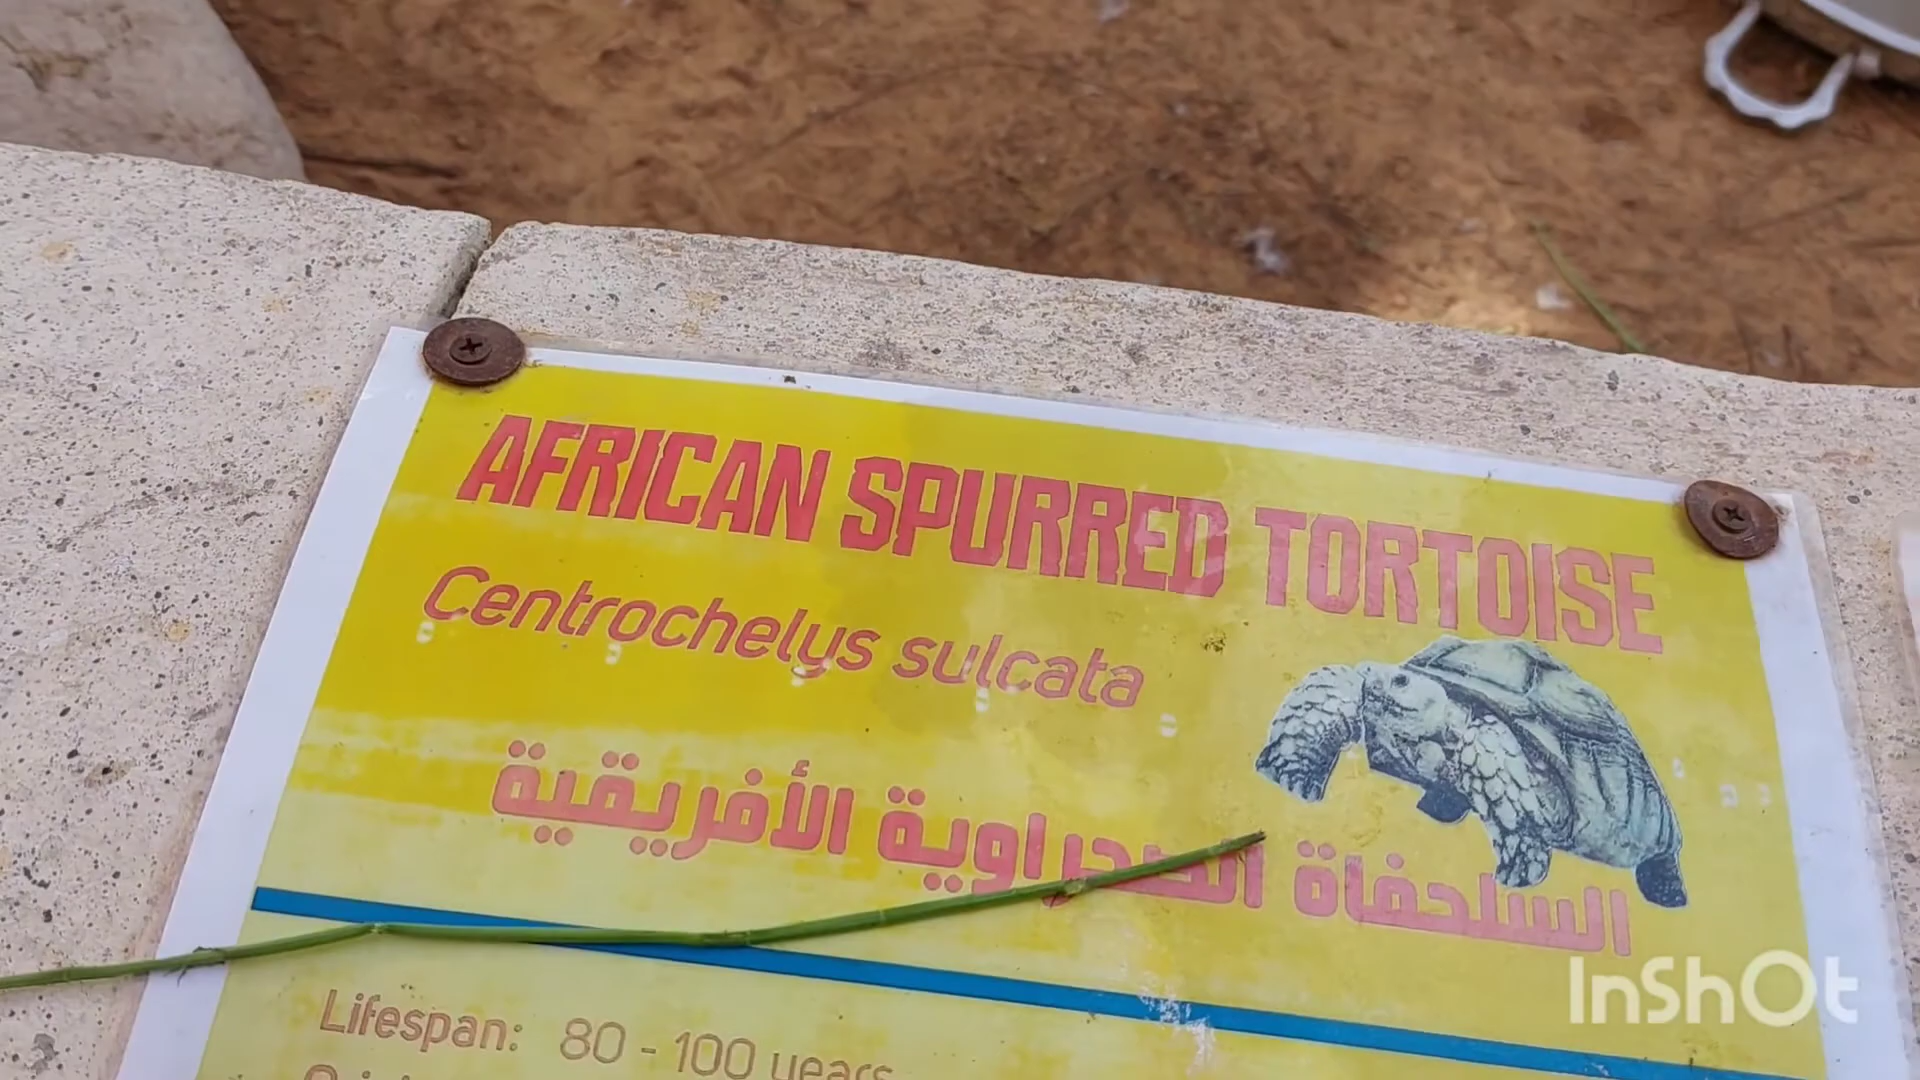 AFRICAN SPURRED TORTOISE
Centrochelys sulcata
السلحفاة الصحراوية الأفريقية
Lifespan: 80 - 100 years
InShOt